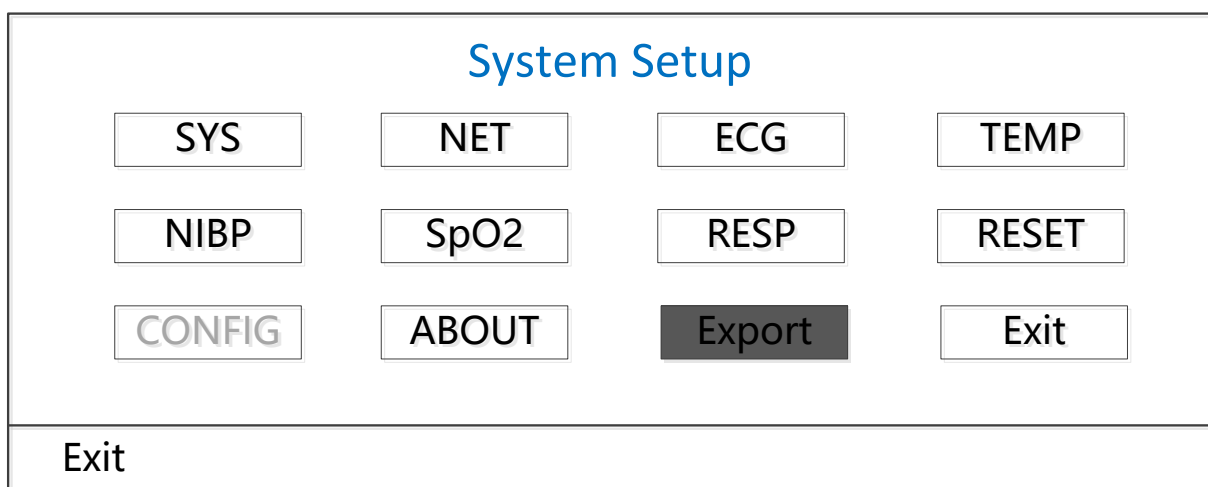 System Setup
SYS NET ECG TEMP
NIBP SpO2 RESP RESET
CONFIG ABOUT Export Exit
Exit